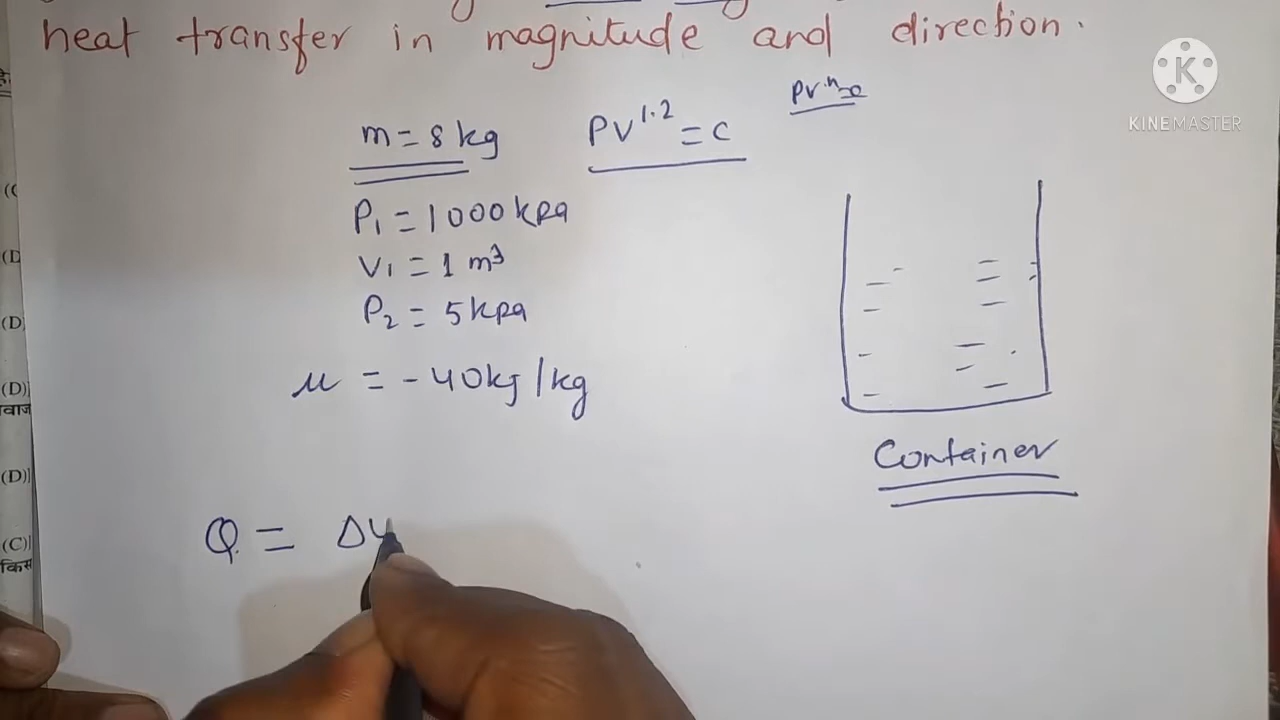 heat transfer in magnitude and direction.
KINEMASTER
m = 8 kg
PV^1.2 = C
P1 = 1000 kpa
V1 = 1 m³
P2 = 5 kpa
u = - 40 kJ/kg
Container
Q = Δu
(D)
(D)]
(D)]
(C)]